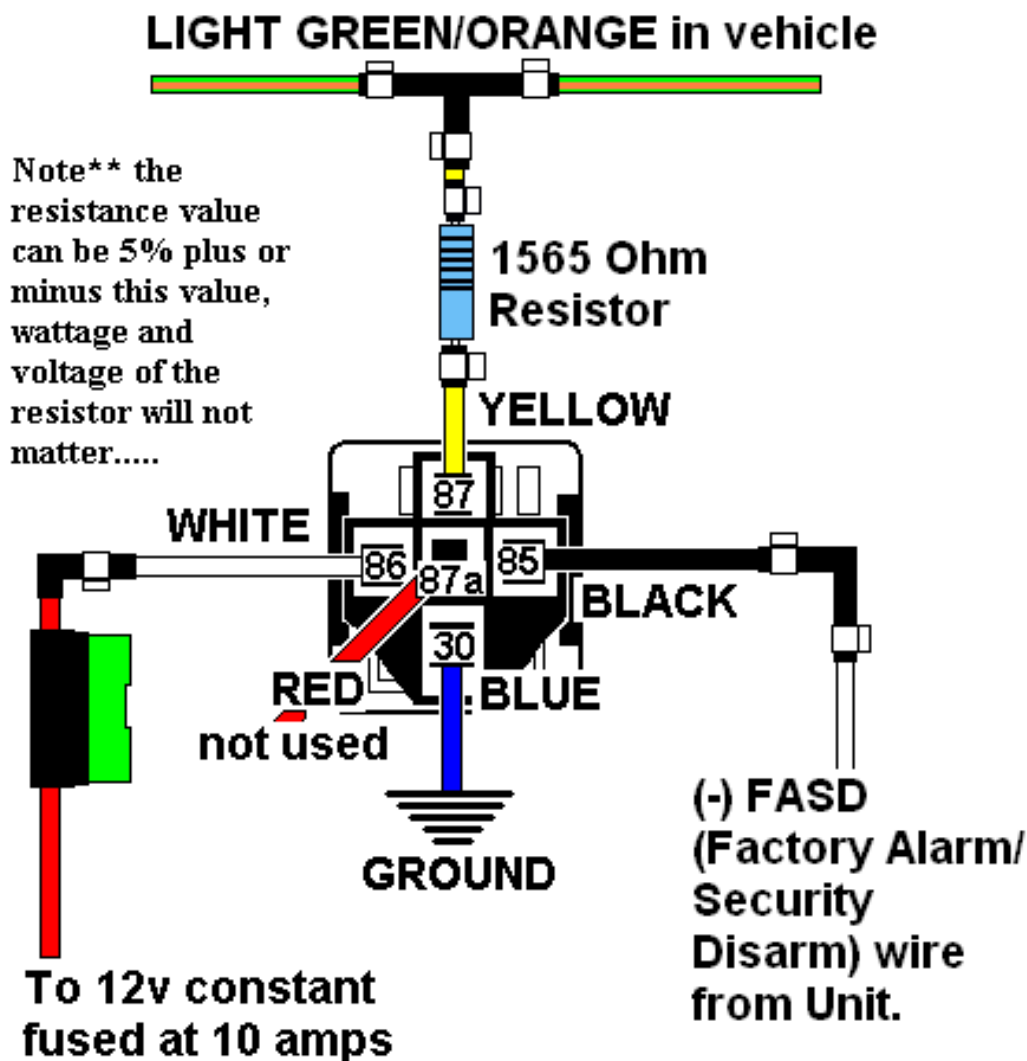 LIGHT GREEN/ORANGE in vehicle
Note** the
resistance value
can be 5% plus or
minus this value,
wattage and
voltage of the
resistor will not
matter.....
1565 Ohm
Resistor
YELLOW
87
WHITE
86
87a
85
BLACK
30
RED
BLUE
not used
GROUND
(-) FASD
(Factory Alarm/
Security
Disarm) wire
from Unit.
To 12v constant
fused at 10 amps